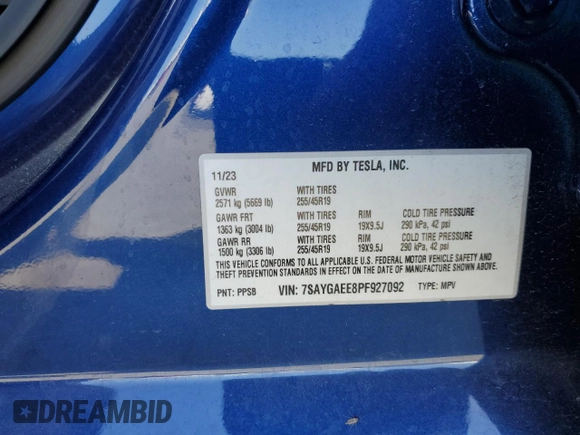 11/23 MFD BY TESLA, INC.
GVWR WITH TIRES
2571 kg (5669 lb) 255/45R19
GAWR FRT WITH TIRES RIM COLD TIRE PRESSURE
1363 kg (3004 lb) 255/45R19 19X9.5J 290 kPa, 42 psi
GAWR RR WITH TIRES RIM COLD TIRE PRESSURE
1500 kg (3306 lb) 255/45R19 19X9.5J 290 kPa, 42 psi
THIS VEHICLE CONFORMS TO ALL APPLICABLE U.S. FEDERAL MOTOR VEHICLE SAFETY AND
THEFT PREVENTION STANDARDS IN EFFECT ON THE DATE OF MANUFACTURE SHOWN ABOVE.
PNT: PPSB VIN: 7SAYGAEE8PF927092 TYPE: MPV
DREAMBID